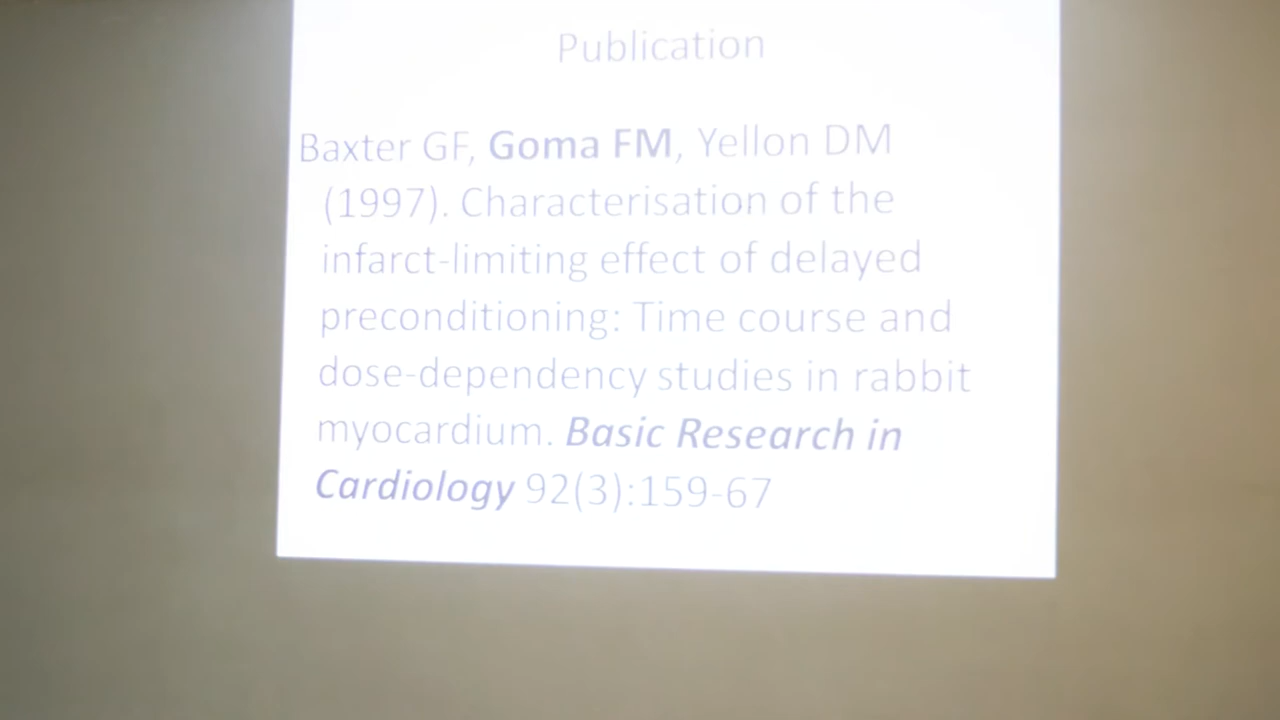 Publication
Baxter GF, Goma FM, Yellon DM
(1997). Characterisation of the
infarct-limiting effect of delayed
preconditioning: Time course and
dose-dependency studies in rabbit
myocardium. Basic Research in
Cardiology 92(3):159-67